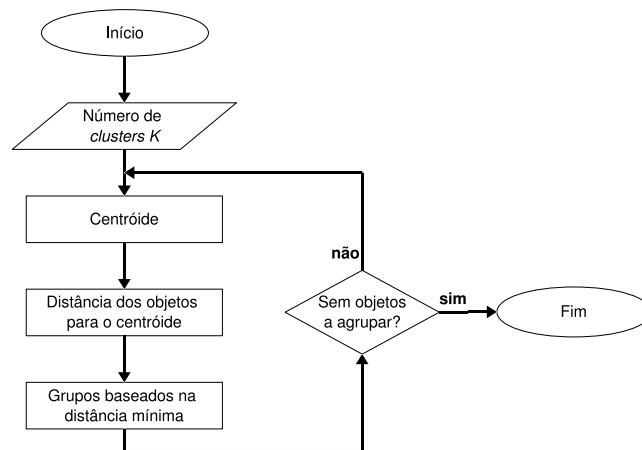 Início
Número de
clusters K
Centróide
Distância dos objetos
para o centróide
Grupos baseados na
distância mínima
não
Sem objetos
a agrupar?
sim
Fim